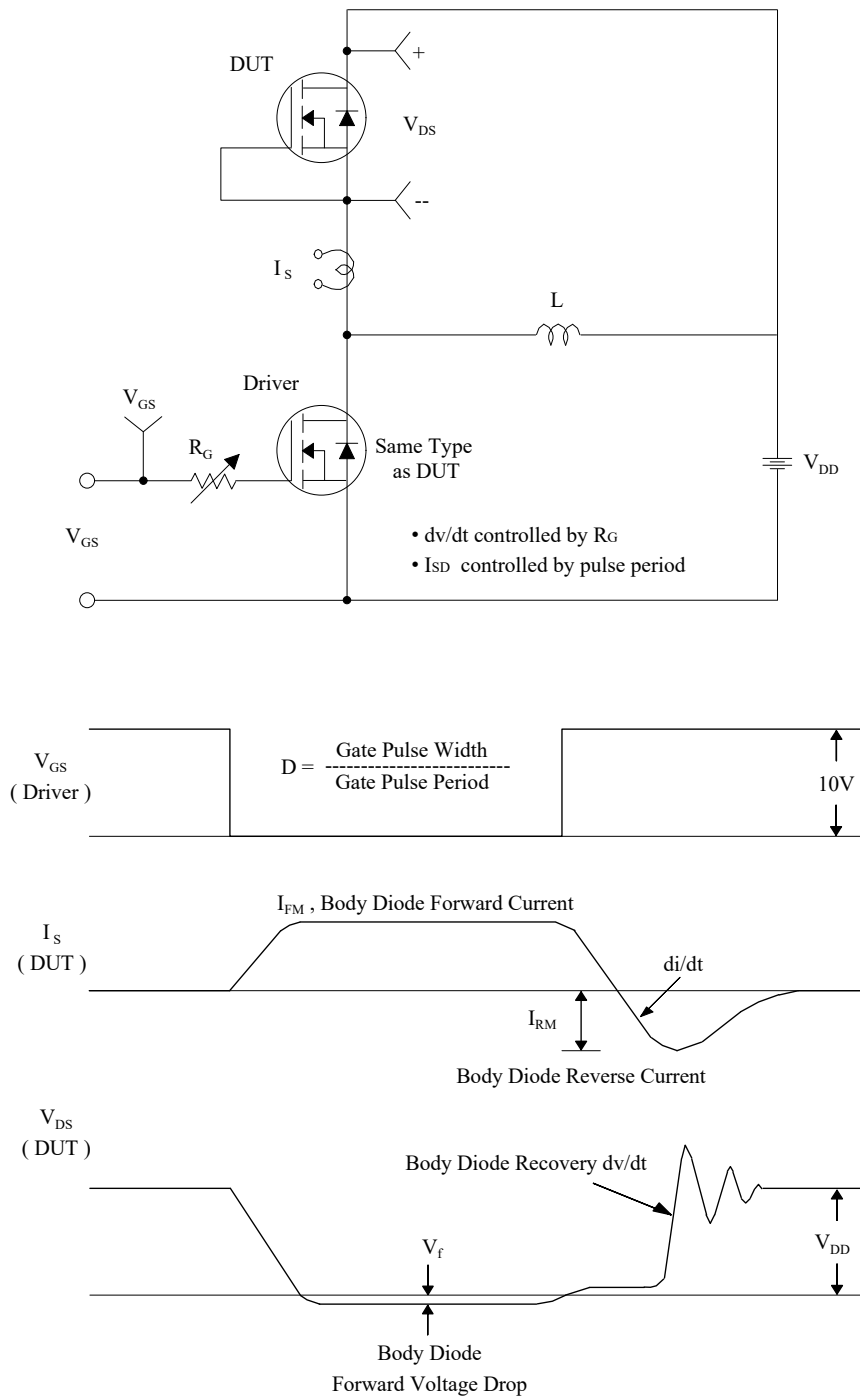 DUT
+
V_DS
--
I_S
L
Driver
V_GS
R_G
Same Type
as DUT
V_DD
V_GS
• dv/dt controlled by RG
• ISD controlled by pulse period
V_GS
( Driver )
D = Gate Pulse Width
--------------------------
Gate Pulse Period
10V
I_FM , Body Diode Forward Current
I_S
( DUT )
di/dt
I_RM
Body Diode Reverse Current
V_DS
( DUT )
Body Diode Recovery dv/dt
V_f
V_DD
Body Diode
Forward Voltage Drop